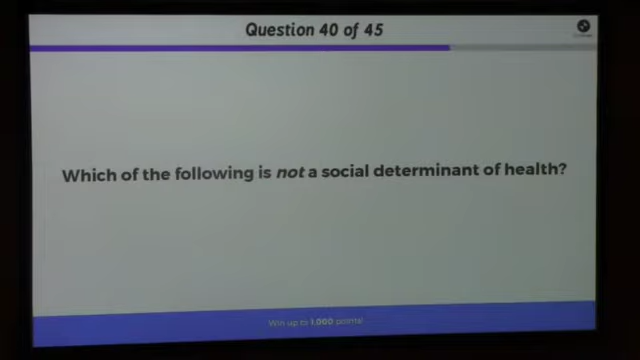 Question 40 of 45
Which of the following is not a social determinant of health?
Win up to 1,000 points!